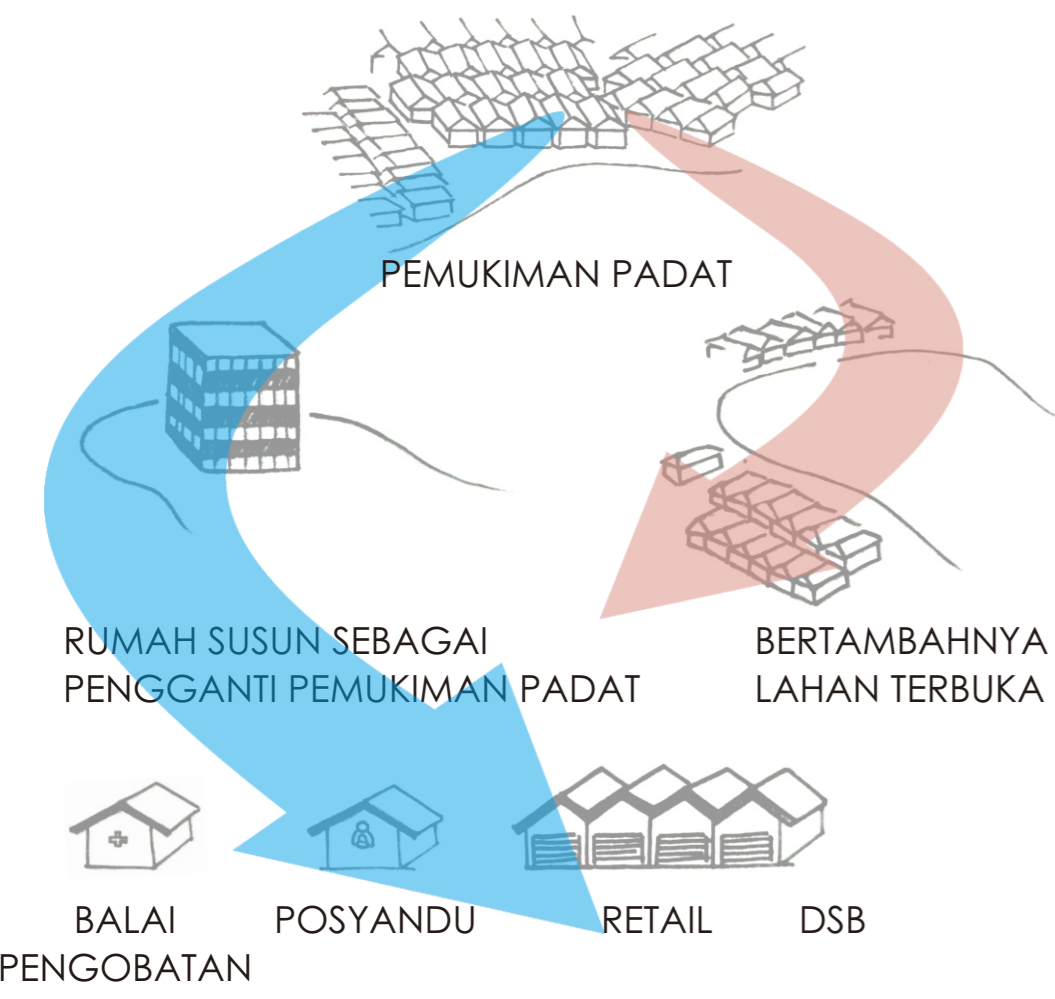 PEMUKIMAN PADAT
RUMAH SUSUN SEBAGAI
PENGGANTI PEMUKIMAN PADAT
BERTAMBAHNYA
LAHAN TERBUKA
BALAI
PENGOBATAN
POSYANDU
RETAIL
DSB